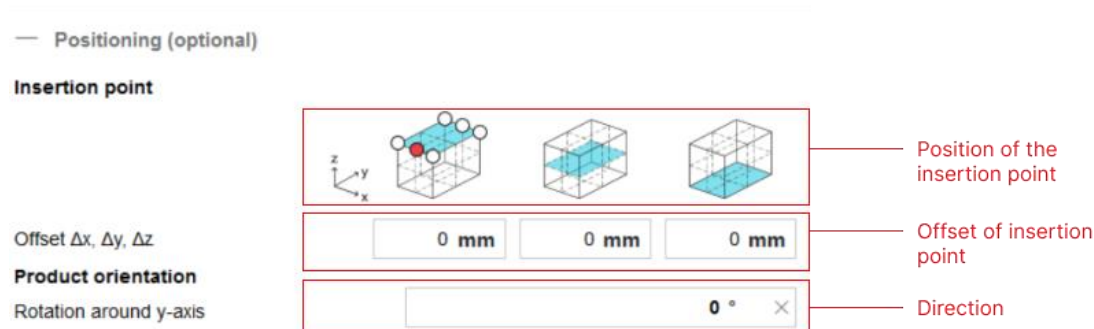 — Positioning (optional)
Insertion point
z
y
x
Position of the
insertion point
Offset Δx, Δy, Δz
0 mm
0 mm
0 mm
Offset of insertion
point
Product orientation
Rotation around y-axis
0 °
Direction